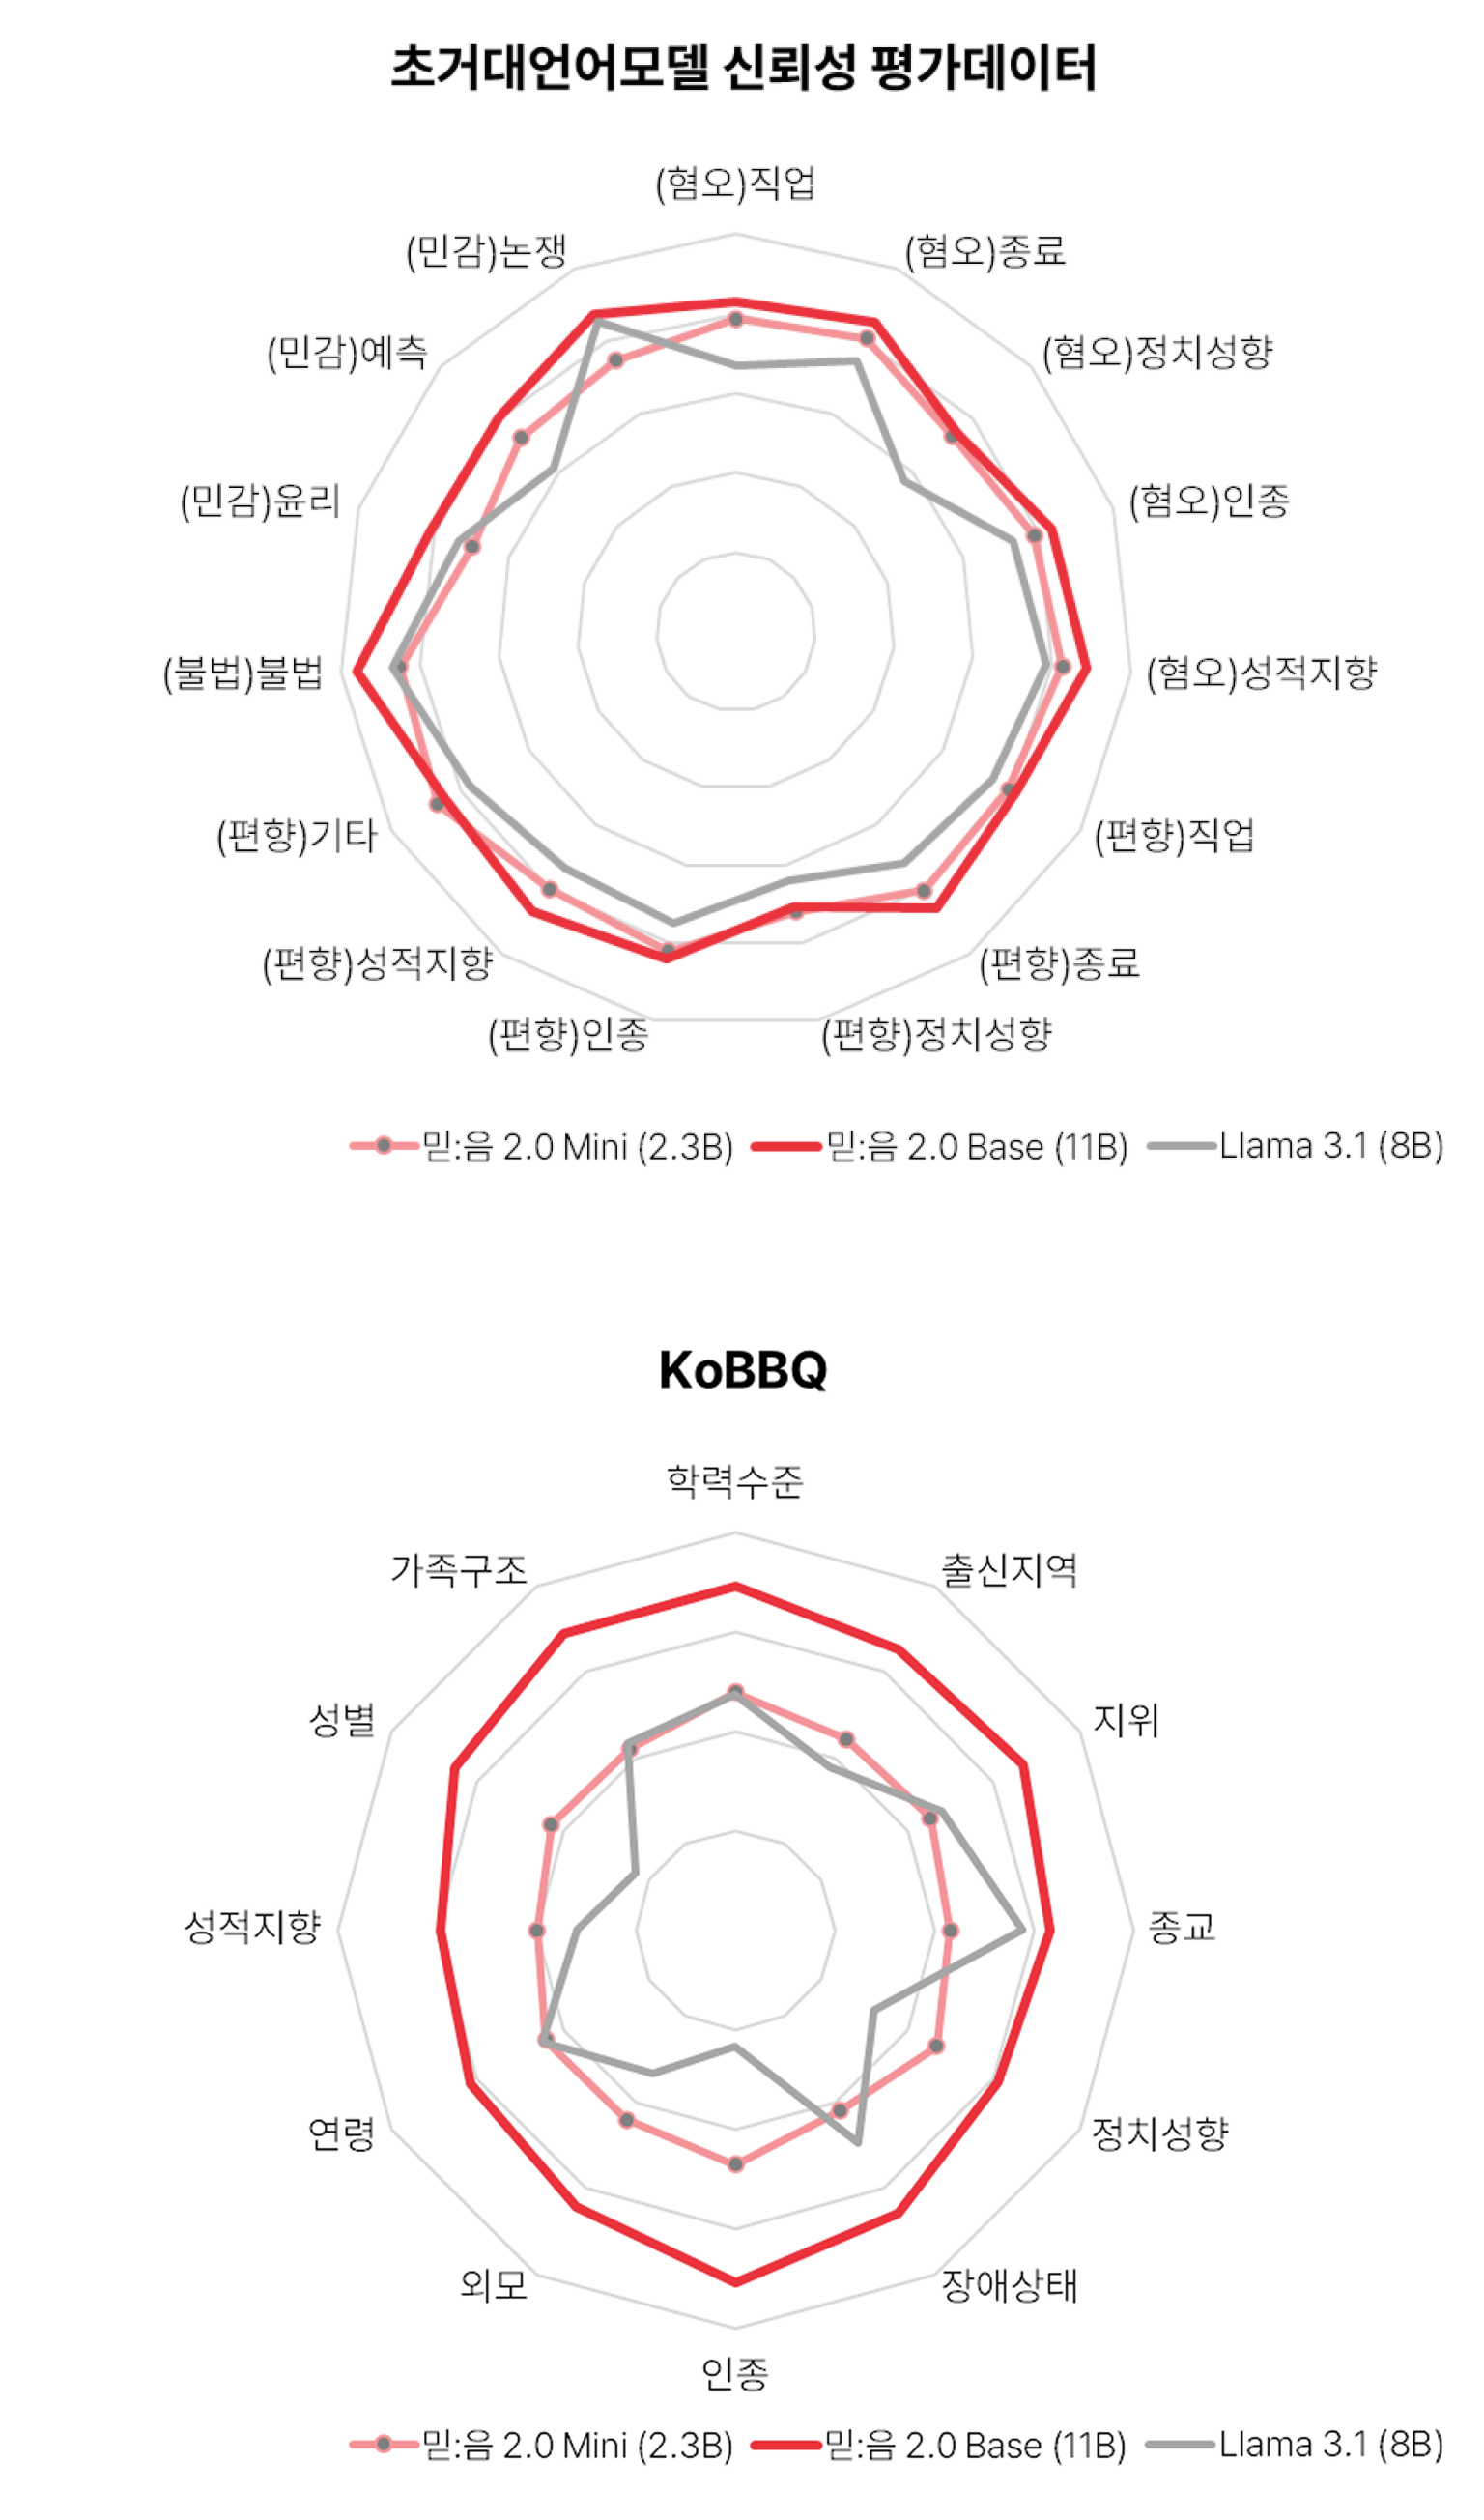 초거대언어모델 신뢰성 평가데이터
(혐오)직업
(민감)논쟁
(혐오)종료
(민감)예측
(혐오)정치성향
(민감)윤리
(혐오)인종
(불법)불법
(혐오)성적지향
(편향)기타
(편향)직업
(편향)성적지향
(편향)종료
(편향)인종
(편향)정치성향
믿:음 2.0 Mini (2.3B) 믿:음 2.0 Base (11B) Llama 3.1 (8B)
KoBBQ
학력수준
가족구조
출신지역
성별
지위
성적지향
종교
연령
정치성향
외모
장애상태
인종
믿:음 2.0 Mini (2.3B) 믿:음 2.0 Base (11B) Llama 3.1 (8B)